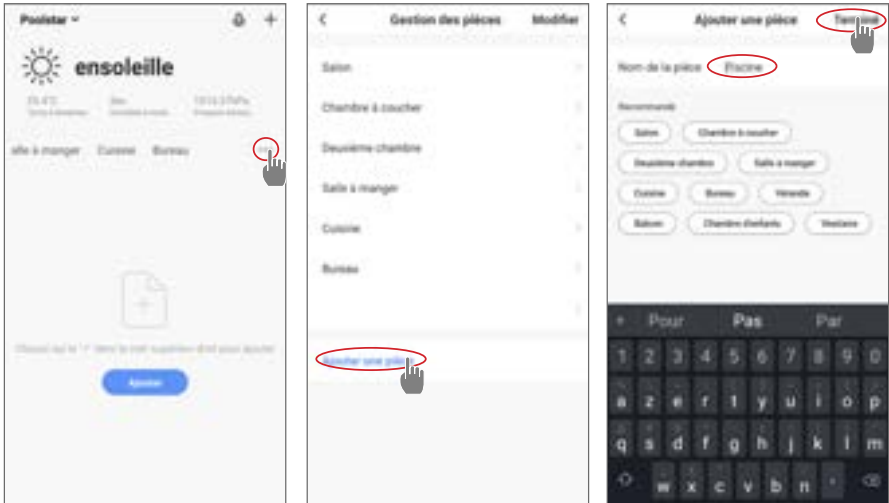 Poolstar
+
ensoleille
alle à manger Cuisine Bureau
Ajouter
Gestion des pièces Modifier
Salon
Chambre à coucher
Deuxième chambre
Salle à manger
Cuisine
Bureau
Ajouter une pièce
Ajouter une pièce Terminé
Nom de la pièce Piscine
Recommandé
Salon Chambre à coucher
Deuxième chambre Salle à manger
Cuisine Bureau Véranda
Balcon Chambre d'enfants Vestiaire
+ Pour Pas Par
1 2 3 4 5 6 7 8 9 0
a z e r t y u i o p
q s d f g h j k l m
w x c v b n '